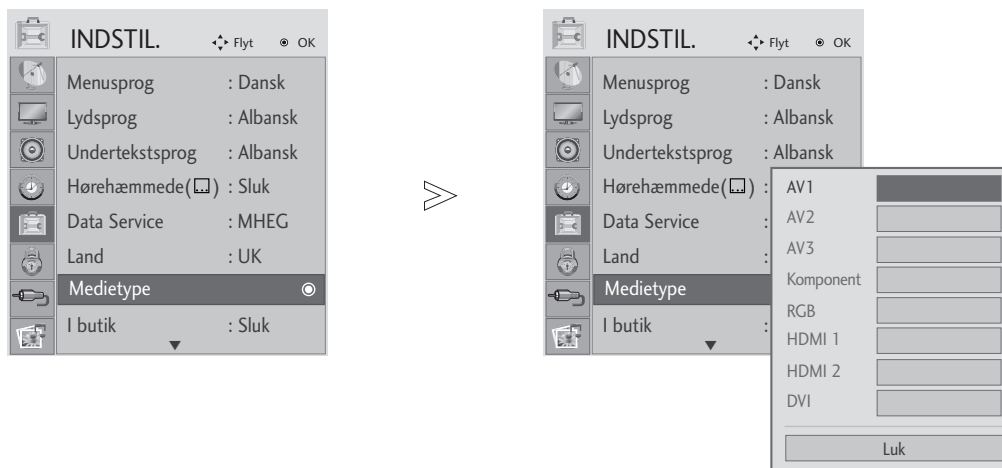 INDSTIL. Flyt OK
Menusprog : Dansk
Lydsprog : Albansk
Undertekstsprog : Albansk
Hørehæmmede( ) : Sluk
Data Service : MHEG
Land : UK
Medietype
I butik : Sluk
>
INDSTIL. Flyt OK
Menusprog : Dansk
Lydsprog : Albansk
Undertekstsprog : Albansk
Hørehæmmede( ) :
Data Service :
Land :
Medietype
I butik :
AV1
AV2
AV3
Komponent
RGB
HDMI 1
HDMI 2
DVI
Luk